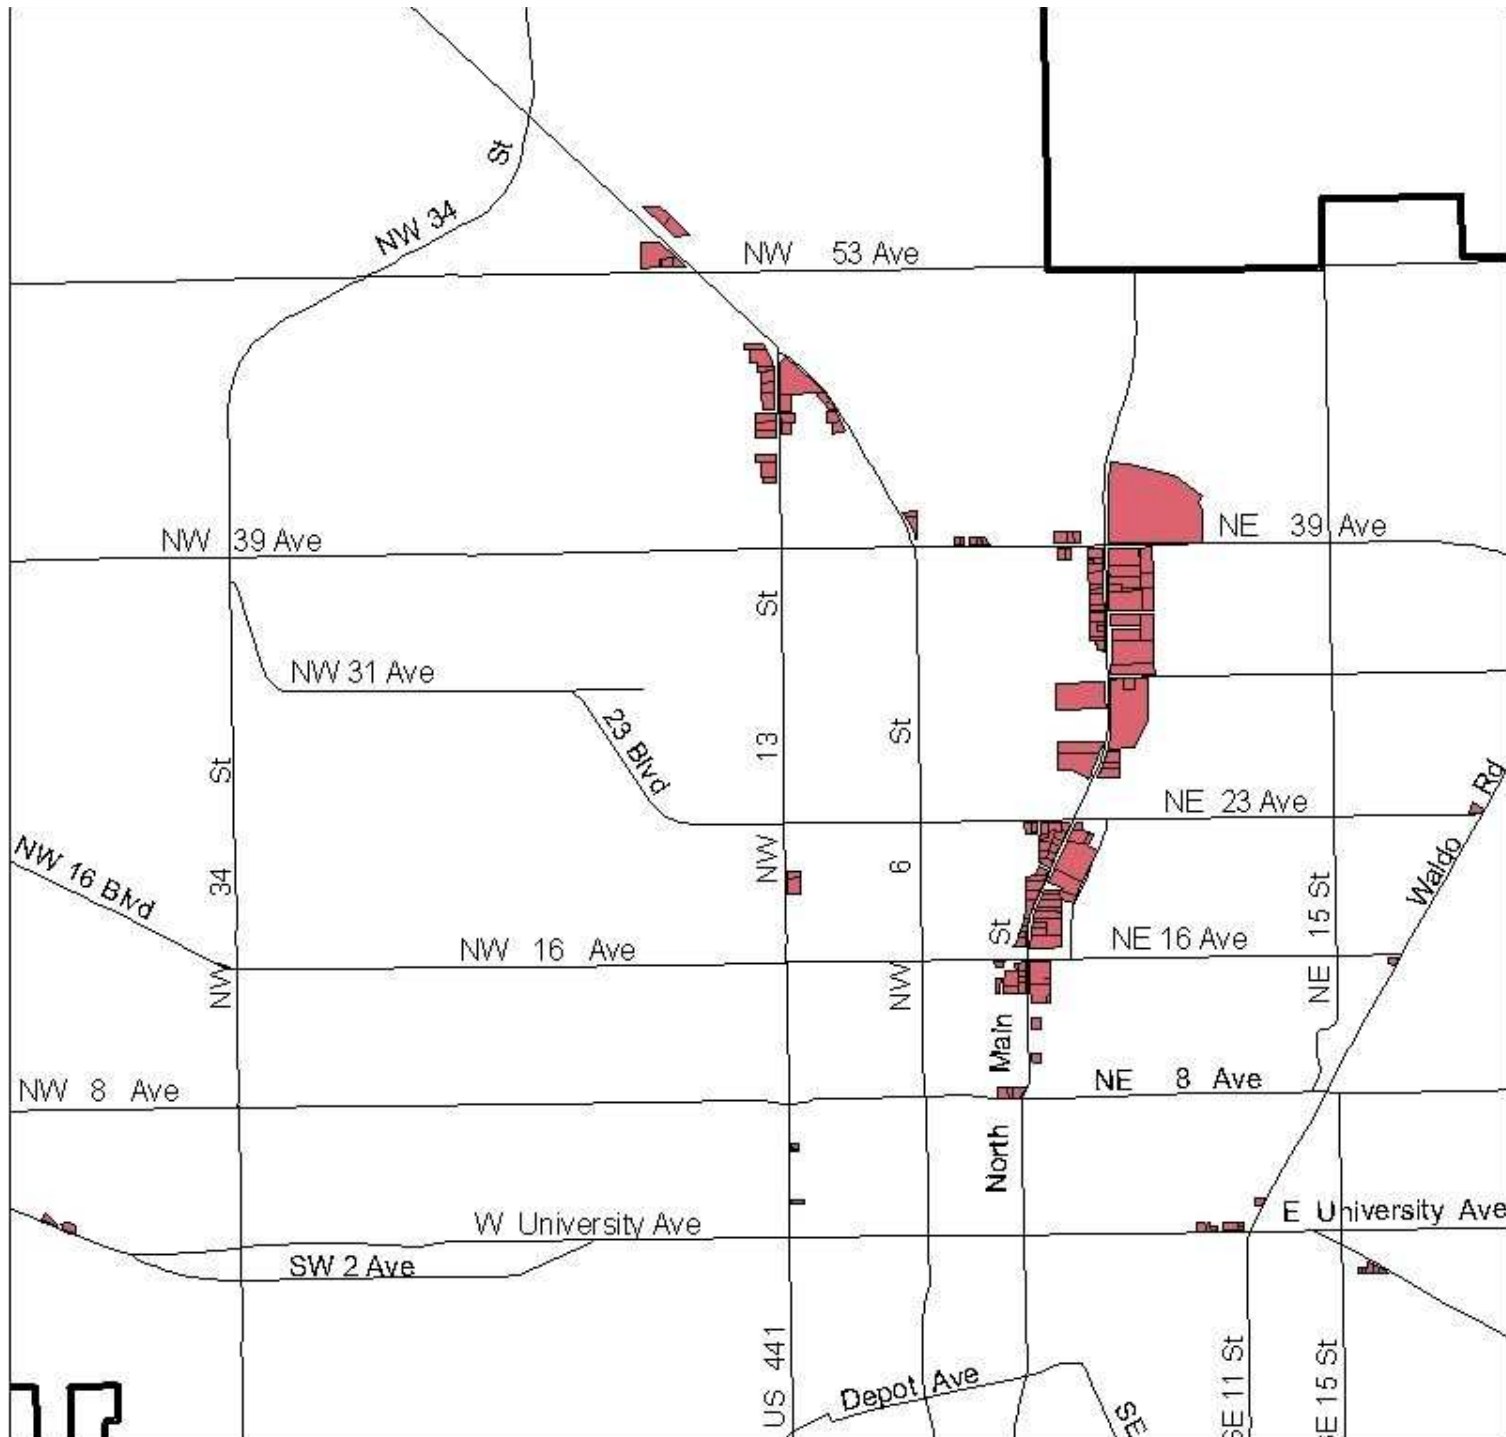 St
NW 34
NW 53 Ave
NW 39 Ave
NE 39 Ave
St
NW 31 Ave
23 Blvd
13
St
St
NE 23 Ave
Rd
NW 16 Blvd
34
NW
6
Waldo
NE 15 St
NW 16 Ave
St
NE 16 Ave
NW
NW
Main
NW 8 Ave
NE 8 Ave
North
W University Ave
E University Ave
SW 2 Ave
US 441
Depot Ave
SE
SE 11 St
SE 15 St